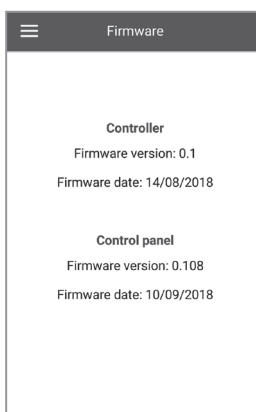 Firmware
Controller
Firmware version: 0.1
Firmware date: 14/08/2018
Control panel
Firmware version: 0.108
Firmware date: 10/09/2018